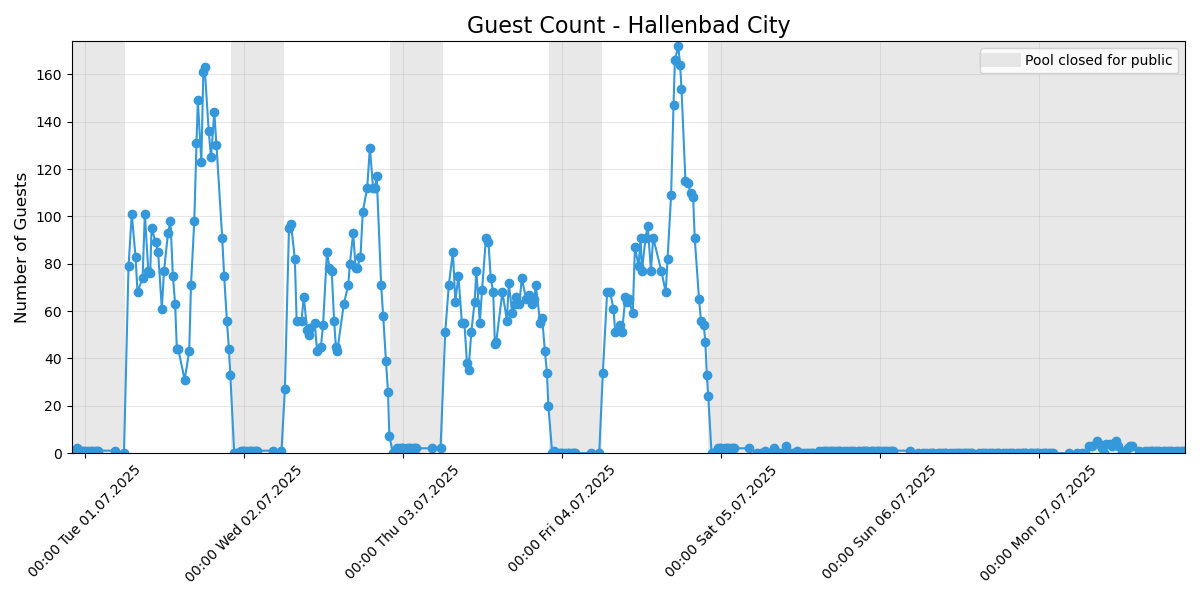 Guest Count - Hallenbad City
Pool closed for public
Number of Guests
160
140
120
100
80
60
40
20
0
00:00 Tue 01.07.2025
00:00 Wed 02.07.2025
00:00 Thu 03.07.2025
00:00 Fri 04.07.2025
00:00 Sat 05.07.2025
00:00 Sun 06.07.2025
00:00 Mon 07.07.2025